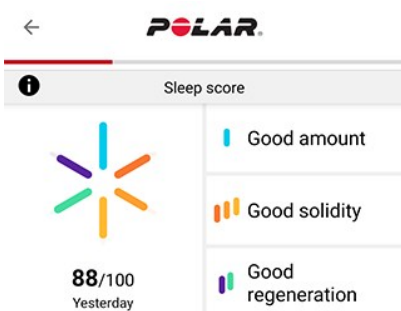 POLAR.
Sleep score
Good amount
Good solidity
Good
regeneration
88/100
Yesterday